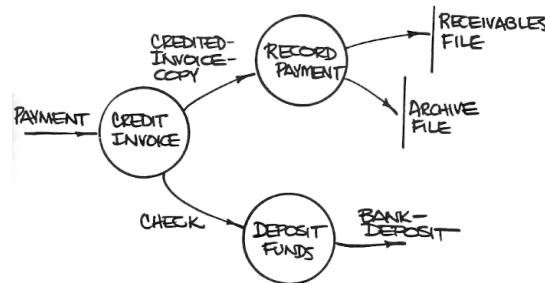 CREDITED-
INVOICE-
COPY
RECORD
PAYMENT
RECEIVABLES
FILE
ARCHIVE
FILE
PAYMENT
CREDIT
INVOICE
CHECK
DEPOSIT
FUNDS
BANK-
DEPOSIT